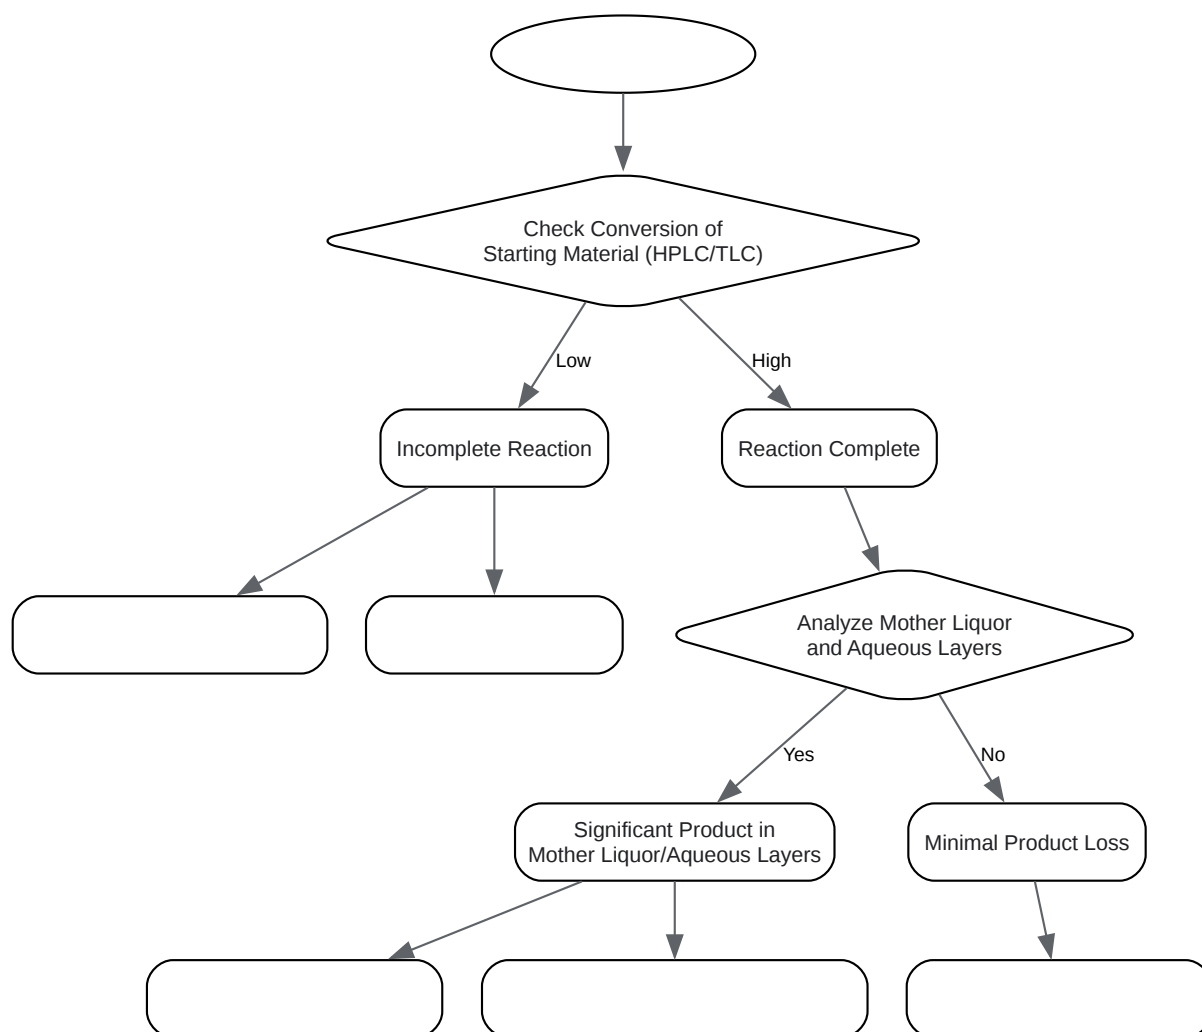 Check Conversion of
Starting Material (HPLC/TLC)
Low
High
Incomplete Reaction
Reaction Complete
Analyze Mother Liquor
and Aqueous Layers
Yes
No
Significant Product in
Mother Liquor/Aqueous Layers
Minimal Product Loss